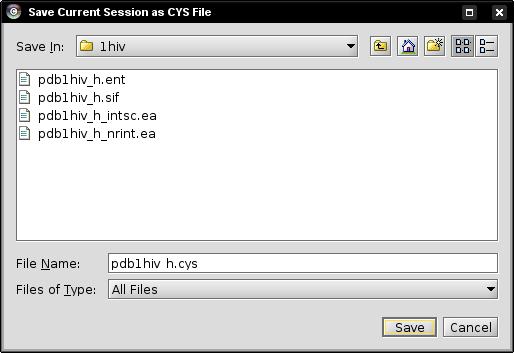 Save Current Session as CYS File
Save In: 1hiv
pdb1hiv_h.ent
pdb1hiv_h.sif
pdb1hiv_h_intsc.ea
pdb1hiv_h_nrint.ea
File Name: pdb1hiv h.cys
Files of Type: All Files
Save Cancel